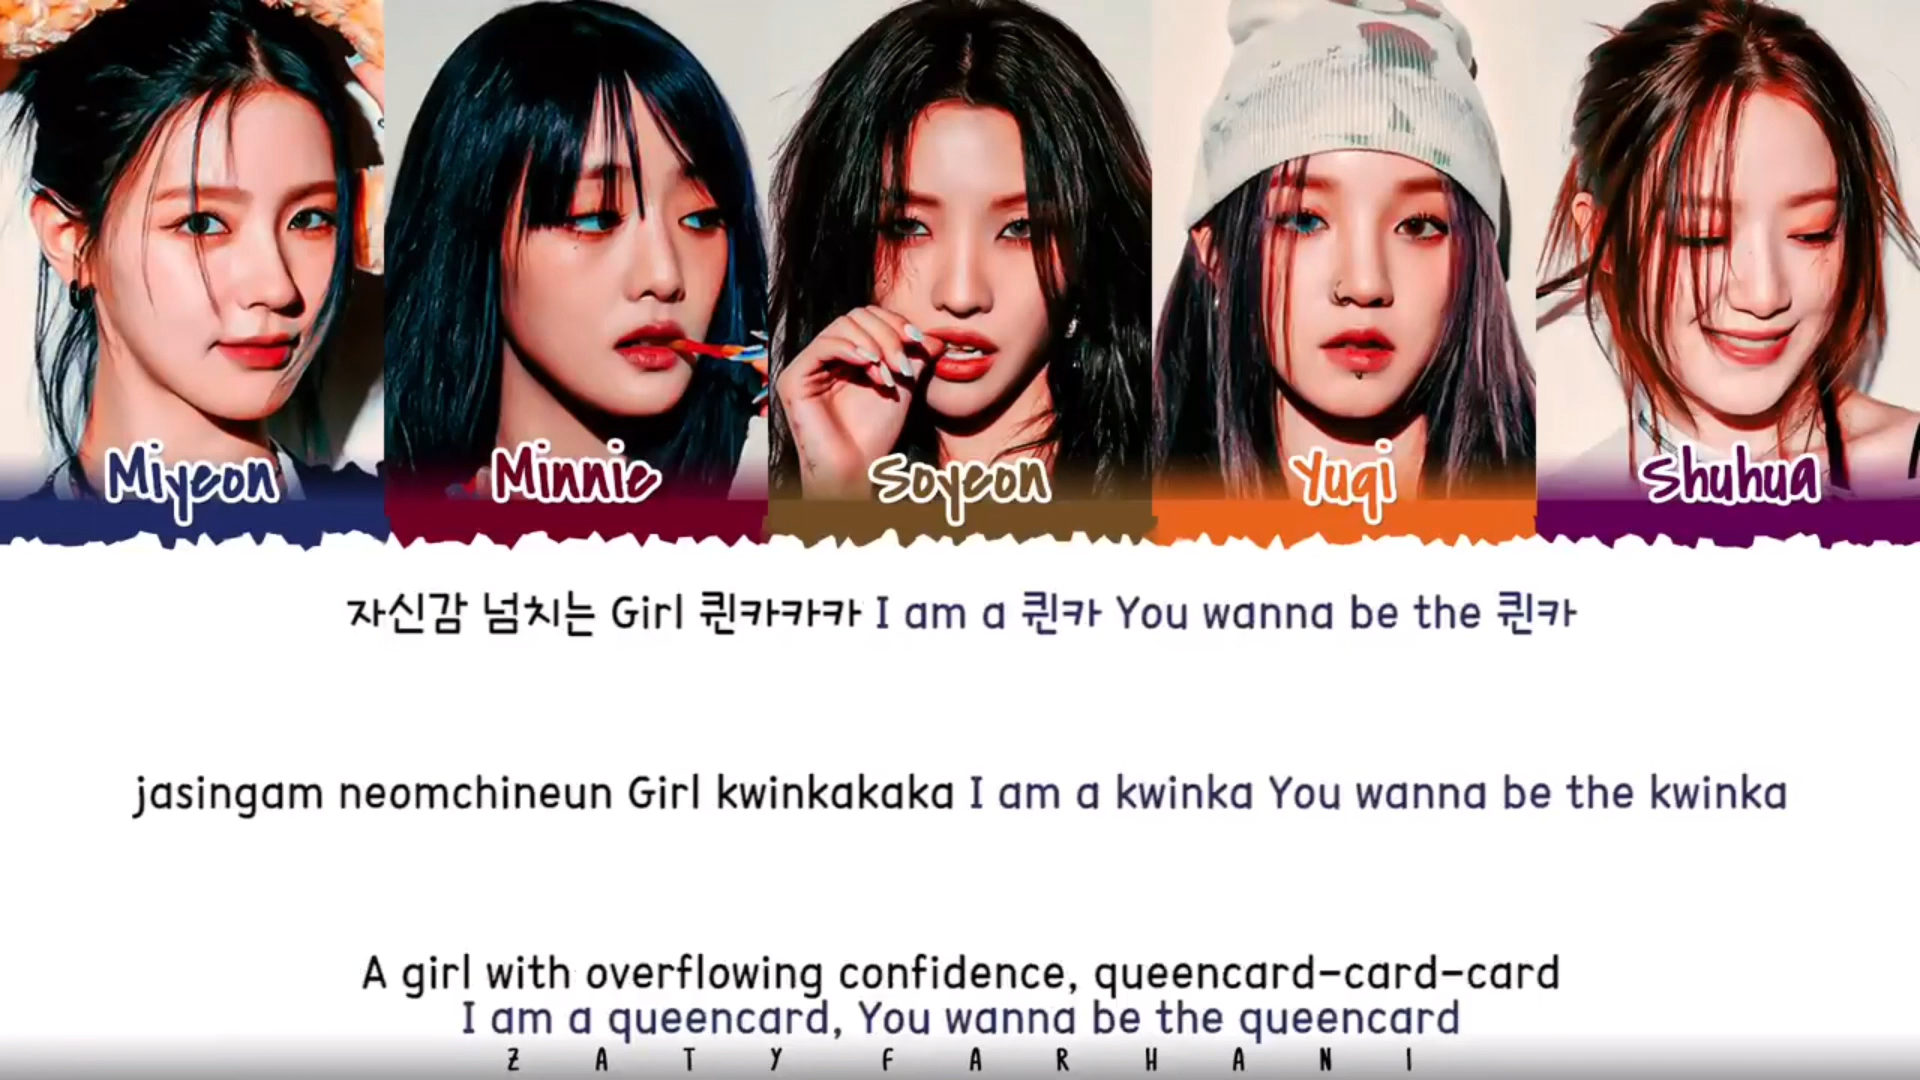 Miyeon
Minnie
Soyeon
Yuqi
Shuhua
자신감 넘치는 Girl 퀸카카카 I am a 퀸카 You wanna be the 퀸카
jasingam neomchineun Girl kwinkakaka I am a kwinka You wanna be the kwinka
A girl with overflowing confidence, queencard-card-card
I am a queencard, You wanna be the queencard
ZATY FARHANI